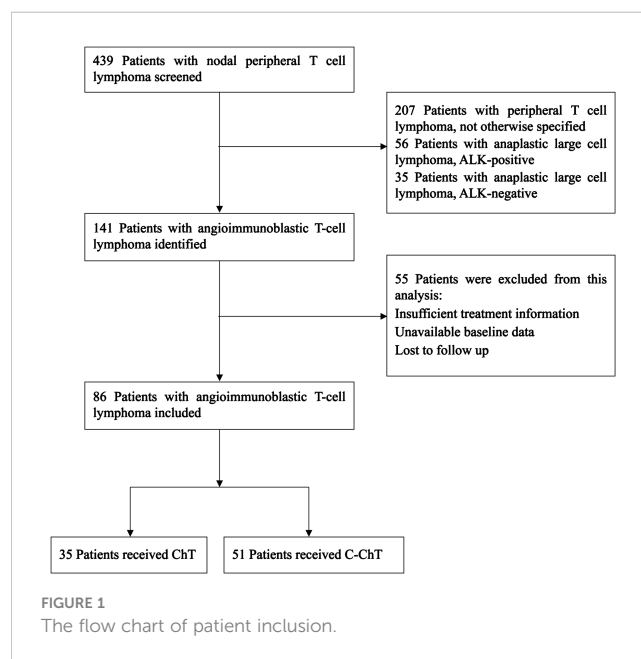 439 Patients with nodal peripheral T cell
lymphoma screened
207 Patients with peripheral T cell
lymphoma, not otherwise specified
56 Patients with anaplastic large cell
lymphoma, ALK-positive
35 Patients with anaplastic large cell
lymphoma, ALK-negative
141 Patients with angioimmunoblastic T-cell
lymphoma identified
55 Patients were excluded from this
analysis:
Insufficient treatment information
Unavailable baseline data
Lost to follow up
86 Patients with angioimmunoblastic T-cell
lymphoma included
35 Patients received ChT
51 Patients received C-ChT
FIGURE 1
The flow chart of patient inclusion.